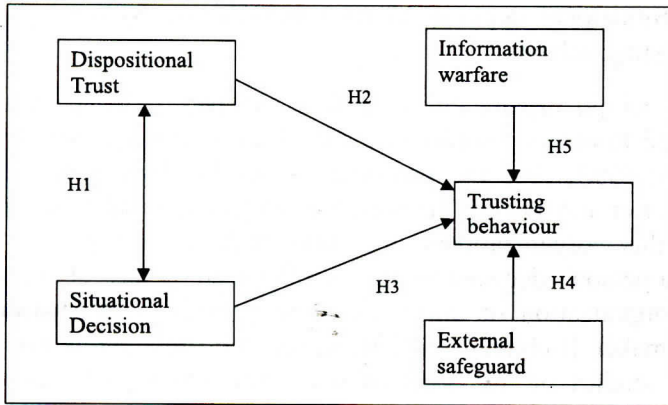 Dispositional
Trust
Information
warfare
H2
H5
H1
Trusting
behaviour
Situational
Decision
H3
H4
External
safeguard